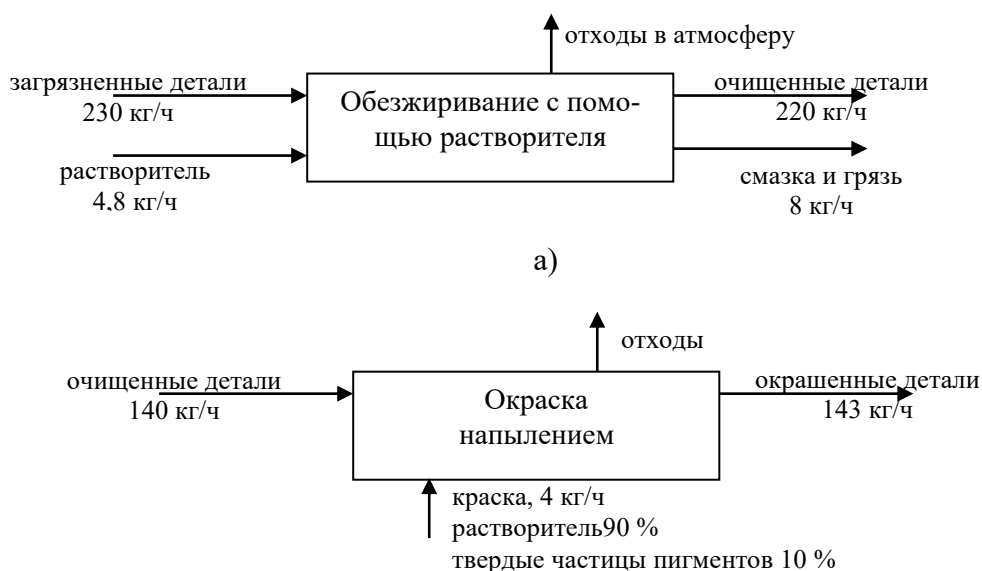 отходы в атмосферу
загрязненные детали
230 кг/ч
Обезжиривание с помо-
щью растворителя
очищенные детали
220 кг/ч
растворитель
4,8 кг/ч
смазка и грязь
8 кг/ч
а)
отходы
очищенные детали
140 кг/ч
Окраска
напылением
окрашенные детали
143 кг/ч
краска, 4 кг/ч
растворитель90 %
твердые частицы пигментов 10 %